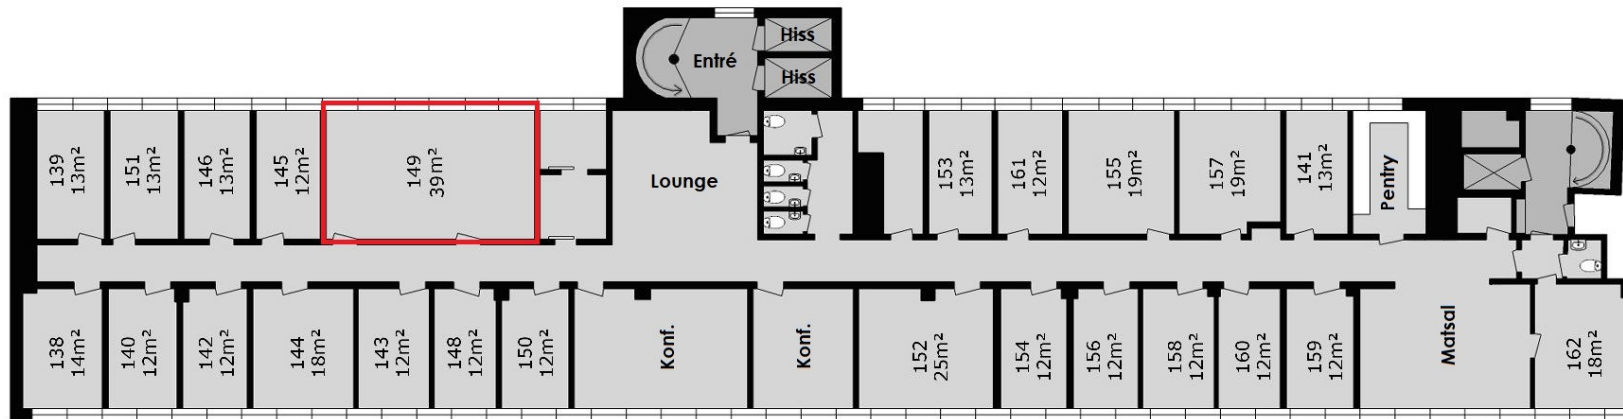 Hiss
Entré
Hiss
139
13m²
151
13m²
146
13m²
145
12m²
149
39m²
Lounge
153
13m²
161
12m²
155
19m²
157
19m²
141
13m²
Pentry
138
14m²
140
12m²
142
12m²
144
18m²
143
12m²
148
12m²
150
12m²
Konf.
Konf.
152
25m²
154
12m²
156
12m²
158
12m²
160
12m²
159
12m²
Matsal
162
18m²